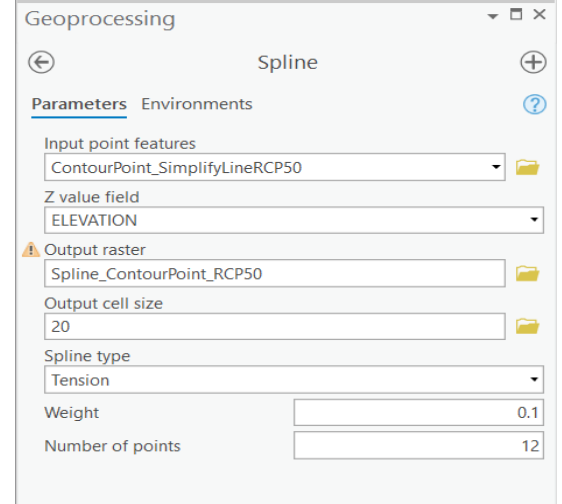 Geoprocessing
Spline
Parameters Environments
Input point features
ContourPoint_SimplifyLineRCP50
Z value field
ELEVATION
Output raster
Spline_ContourPoint_RCP50
Output cell size
20
Spline type
Tension
Weight 0.1
Number of points 12